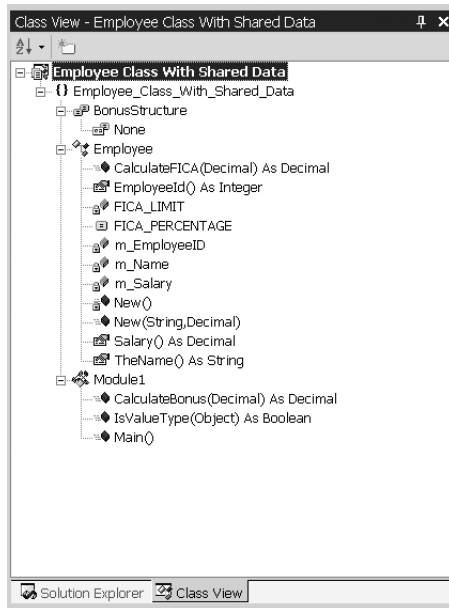 Class View - Employee Class With Shared Data
Employee Class With Shared Data
{} Employee_Class_With_Shared_Data
BonusStructure
None
Employee
CalculateFICA(Decimal) As Decimal
EmployeeId() As Integer
FICA_LIMIT
FICA_PERCENTAGE
m_EmployeeID
m_Name
m_Salary
New()
New(String,Decimal)
Salary() As Decimal
TheName() As String
Module1
CalculateBonus(Decimal) As Decimal
IsValueType(Object) As Boolean
Main()
Solution Explorer Class View